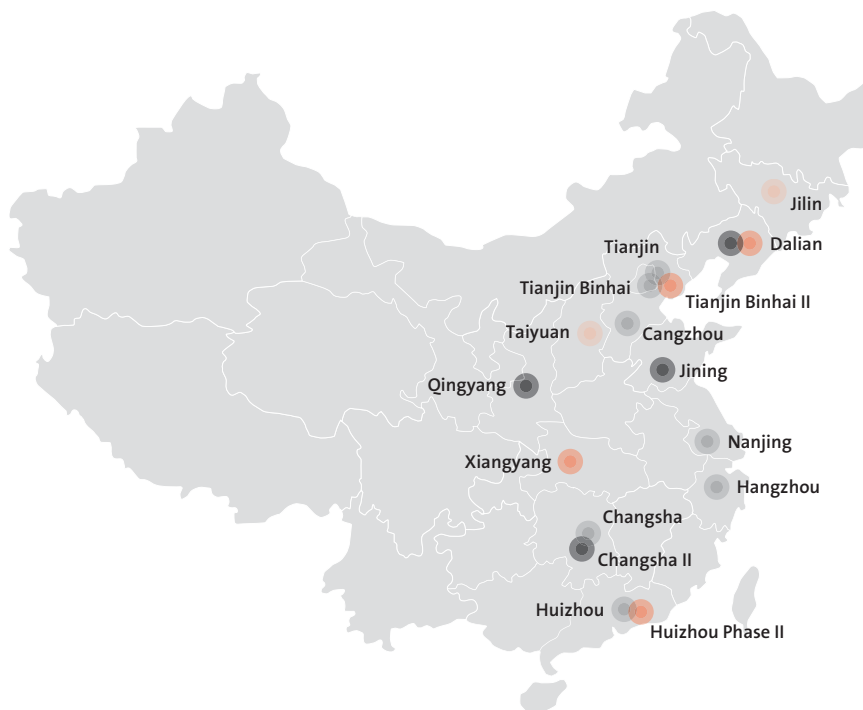 Jilin
Dalian
Tianjin
Tianjin Binhai
Tianjin Binhai II
Taiyuan
Cangzhou
Jining
Qingyang
Nanjing
Xiangyang
Hangzhou
Changsha
Changsha II
Huizhou
Huizhou Phase II